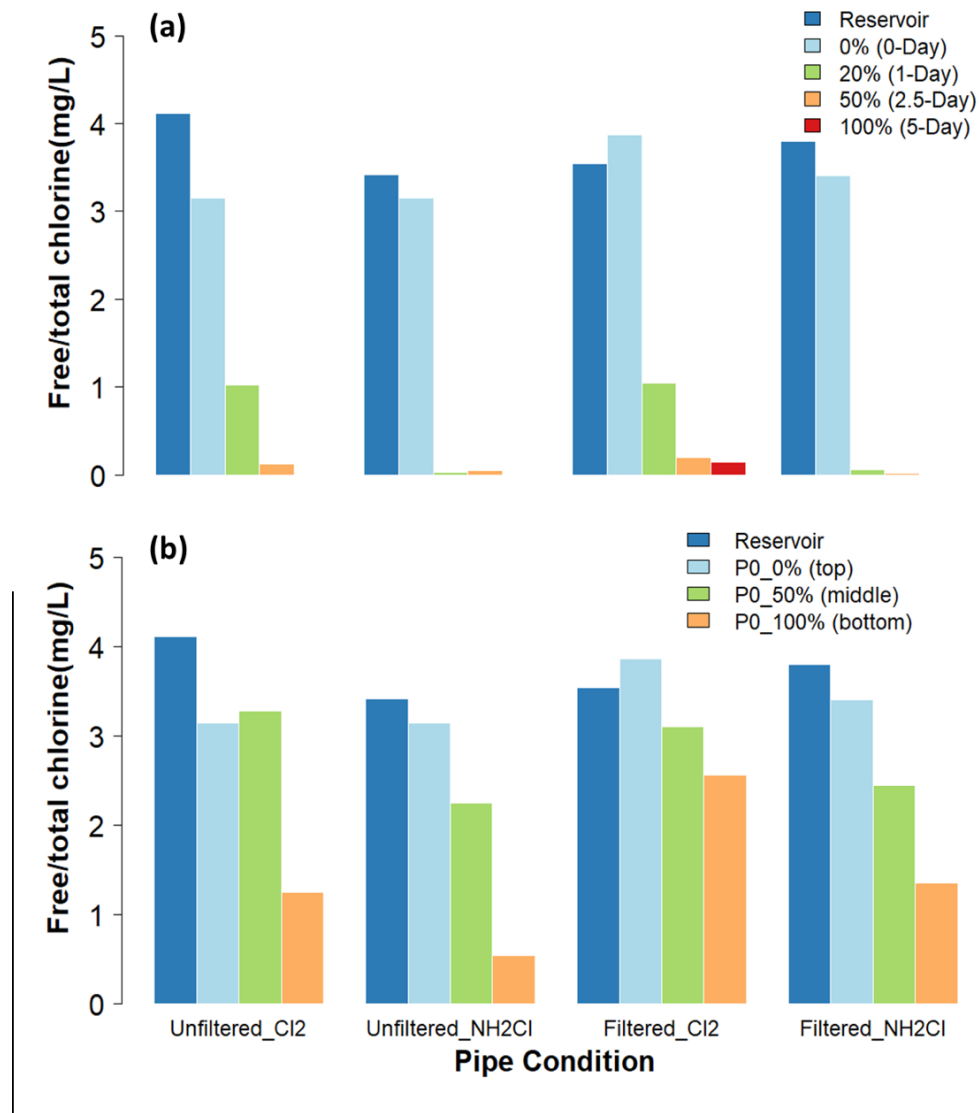 (a)
Reservoir
0% (0-Day)
20% (1-Day)
50% (2.5-Day)
100% (5-Day)
Free/total chlorine(mg/L)
5
4
3
2
1
0
(b)
Reservoir
P0_0% (top)
P0_50% (middle)
P0_100% (bottom)
Free/total chlorine(mg/L)
5
4
3
2
1
0
Unfiltered_Cl2 Unfiltered_NH2Cl Filtered_Cl2 Filtered_NH2Cl
Pipe Condition